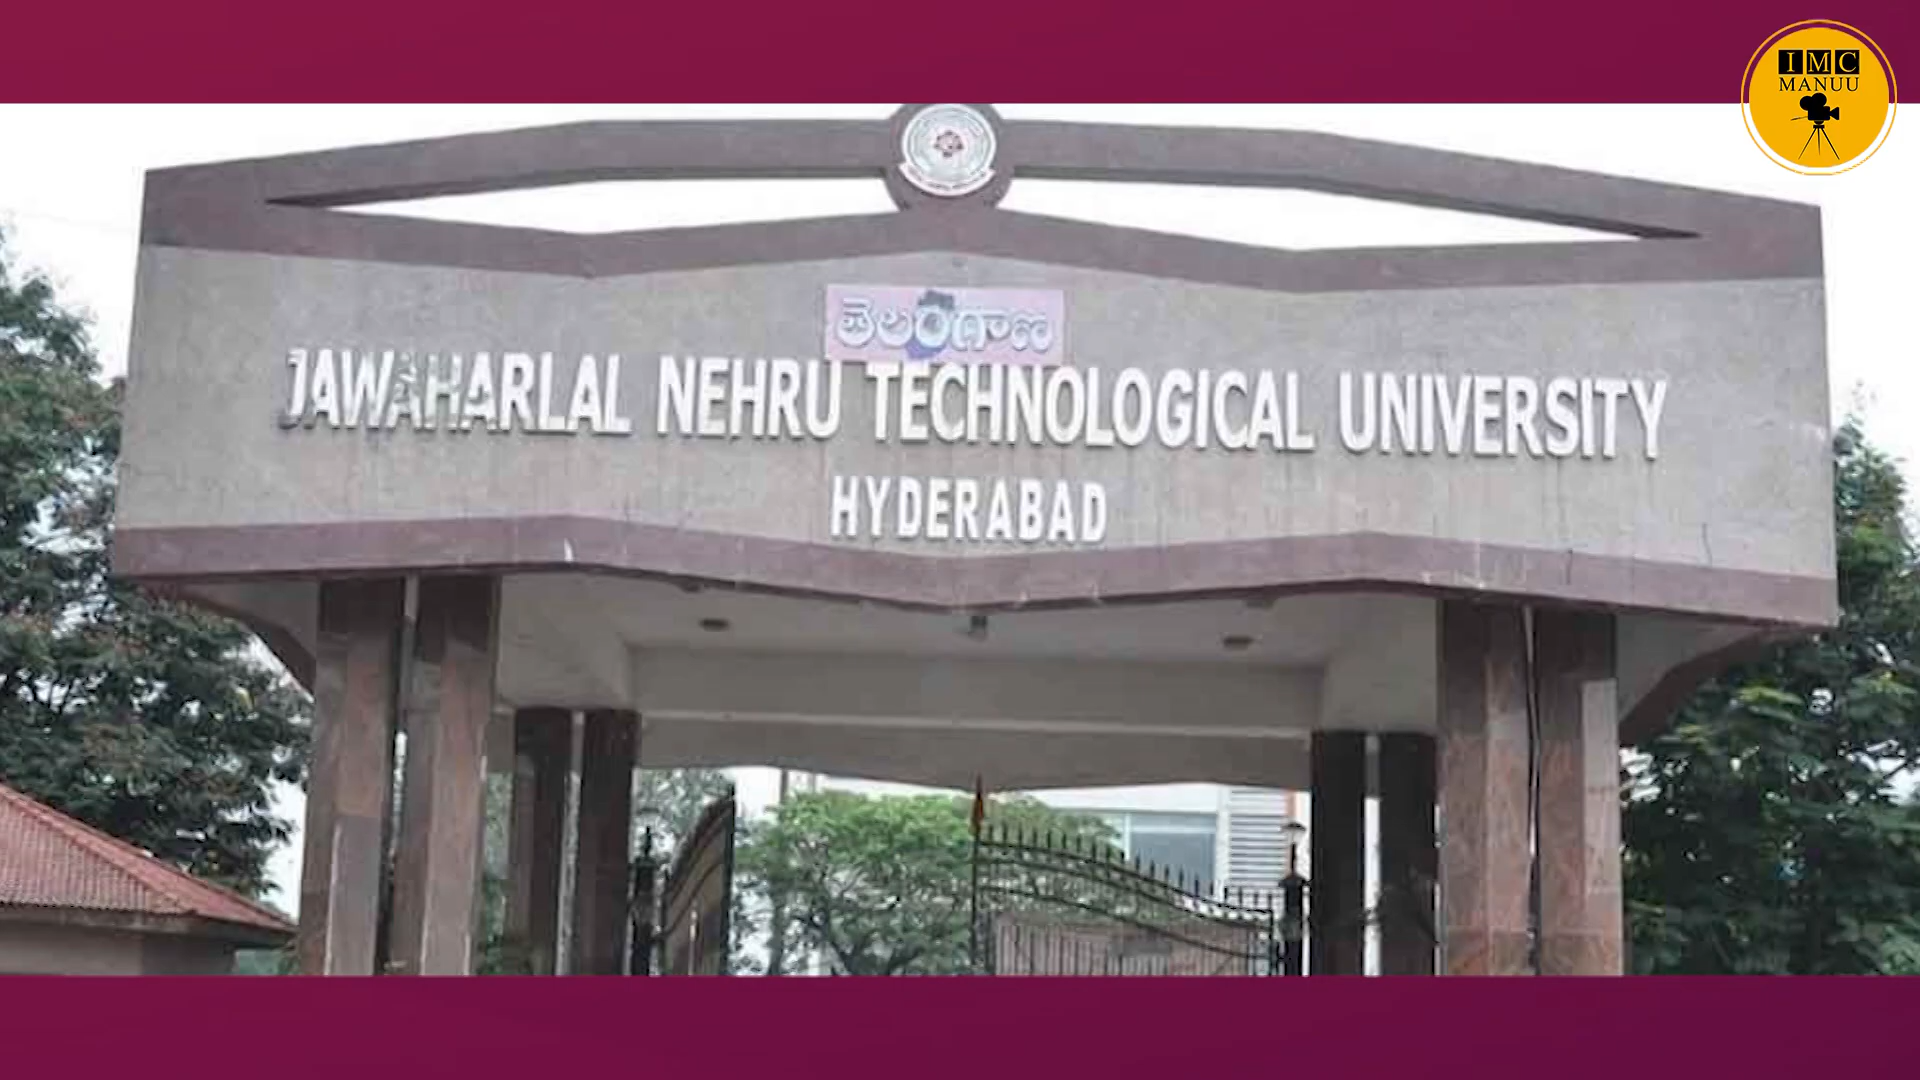 IMC
MANUU
తెలంగాణ
JAWAHARLAL NEHRU TECHNOLOGICAL UNIVERSITY
HYDERABAD